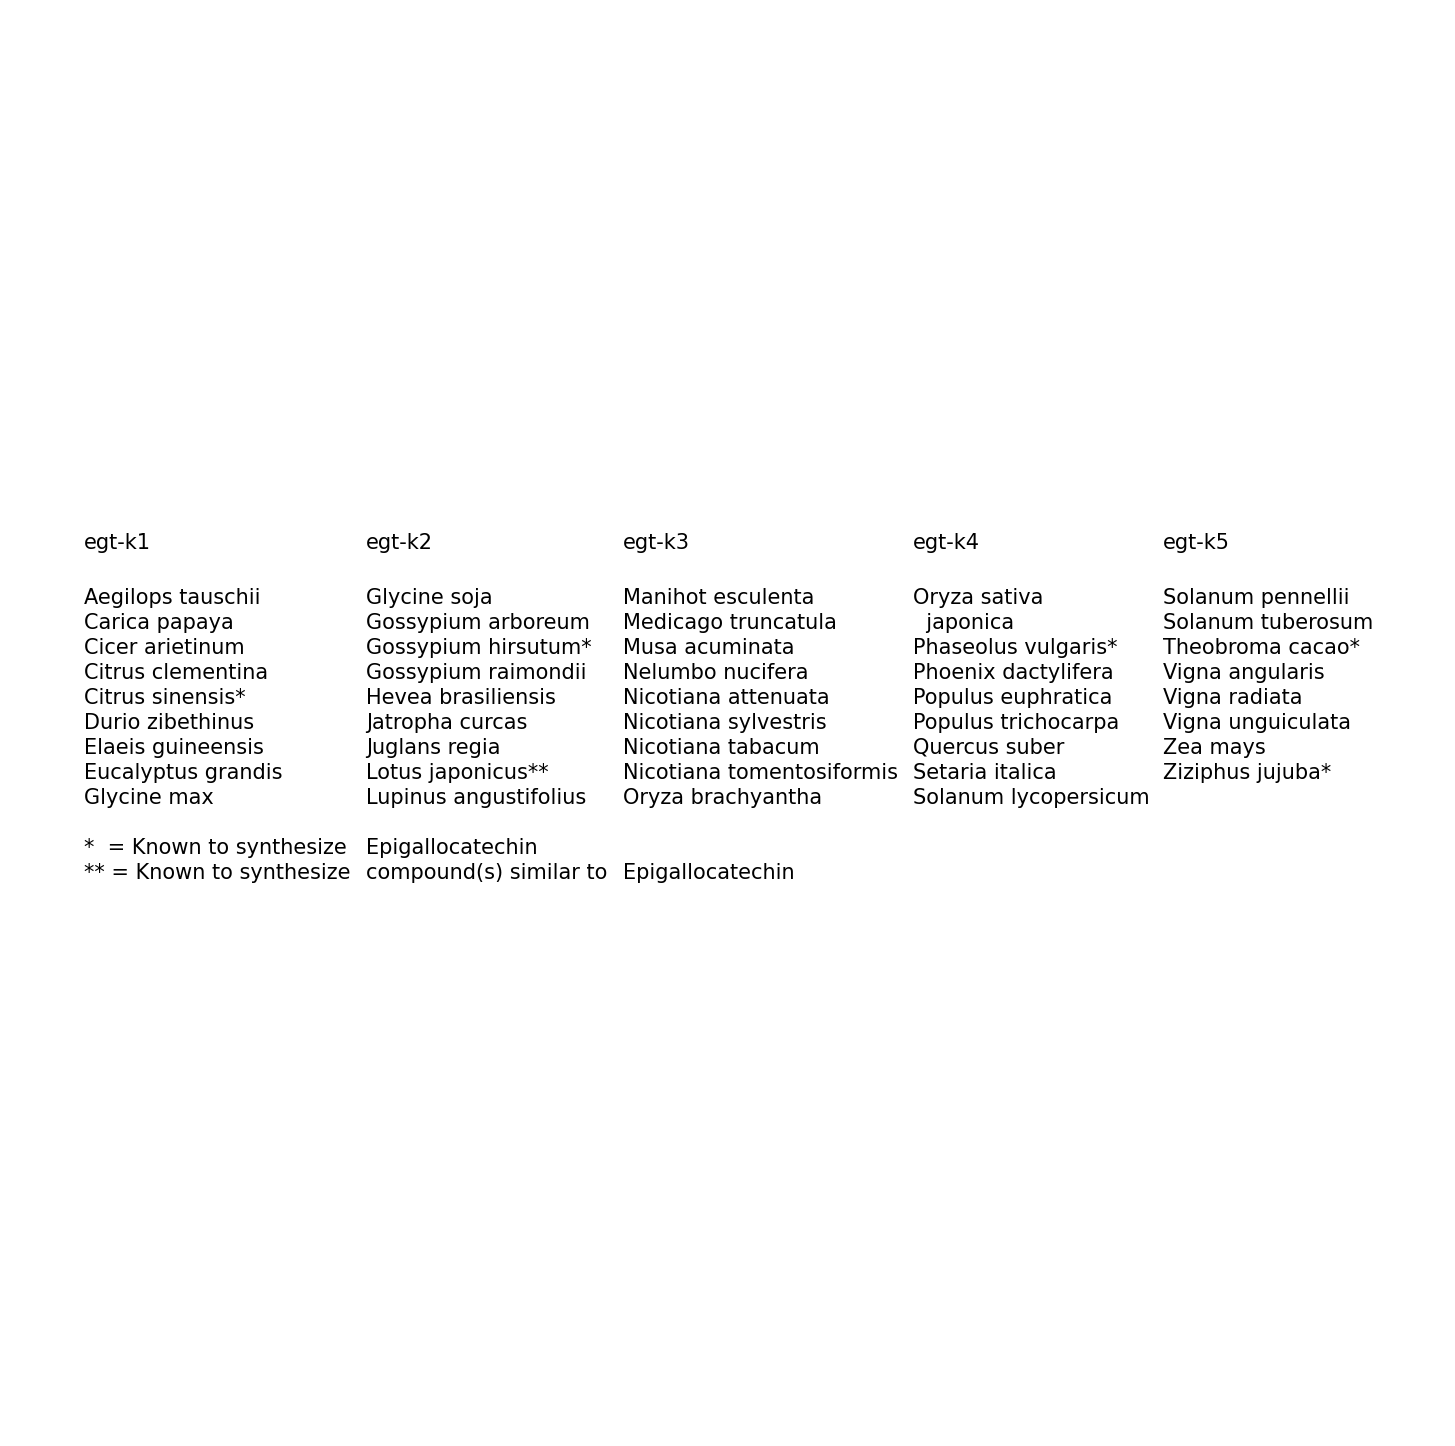 egt-k1 egt-k2 egt-k3 egt-k4 egt-k5
Aegilops tauschii Glycine soja Manihot esculenta Oryza sativa Solanum pennellii
Carica papaya Gossypium arboreum Medicago truncatula japonica Solanum tuberosum
Cicer arietinum Gossypium hirsutum* Musa acuminata Phaseolus vulgaris* Theobroma cacao*
Citrus clementina Gossypium raimondii Nelumbo nucifera Phoenix dactylifera Vigna angularis
Citrus sinensis* Hevea brasiliensis Nicotiana attenuata Populus euphratica Vigna radiata
Durio zibethinus Jatropha curcas Nicotiana sylvestris Populus trichocarpa Vigna unguiculata
Elaeis guineensis Juglans regia Nicotiana tabacum Quercus suber Zea mays
Eucalyptus grandis Lotus japonicus** Nicotiana tomentosiformis Setaria italica Ziziphus jujuba*
Glycine max Lupinus angustifolius Oryza brachyantha Solanum lycopersicum
* = Known to synthesize Epigallocatechin
** = Known to synthesize compound(s) similar to Epigallocatechin